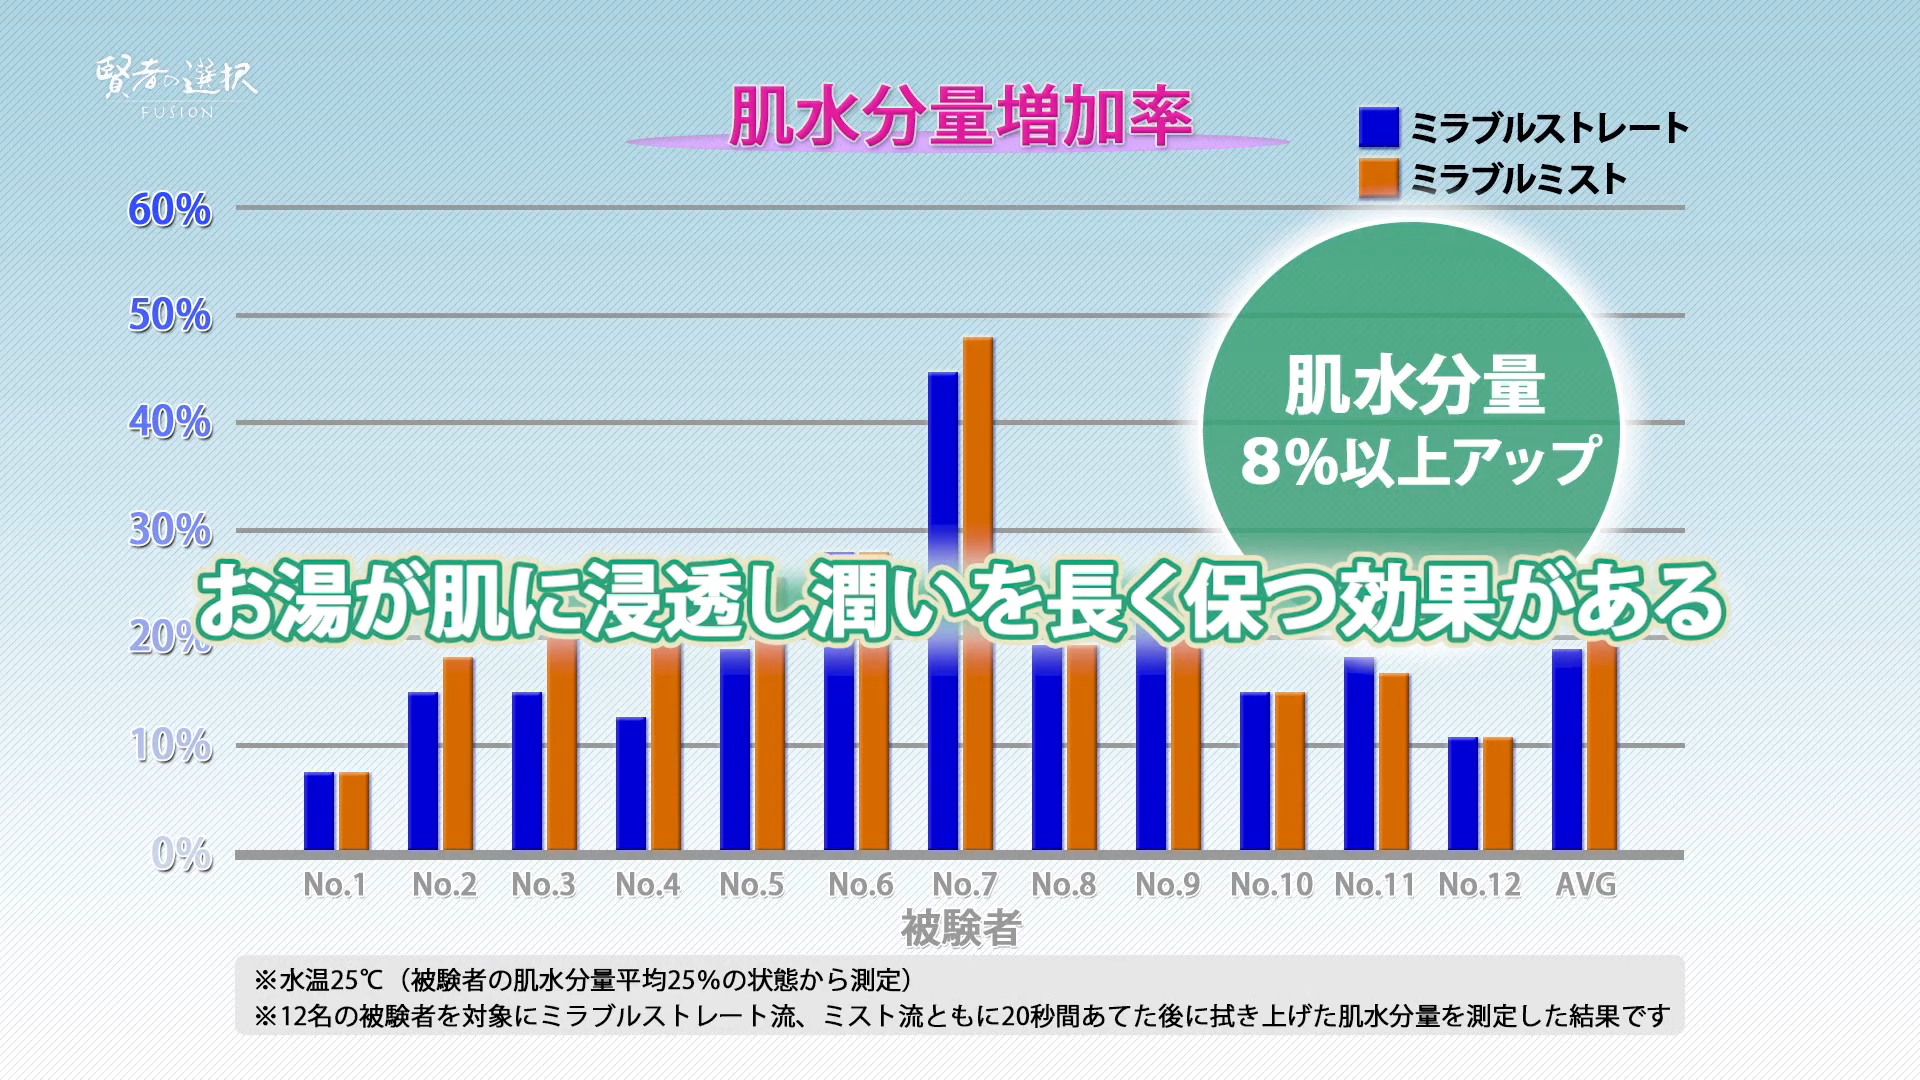 賢者の選択
FUSION
肌水分量増加率
ミラブルストレート
ミラブルミスト
60%
50%
40%
30%
20%
10%
0%
肌水分量
8%以上アップ
お湯が肌に浸透し潤いを長く保つ効果がある
No.1 No.2 No.3 No.4 No.5 No.6 No.7 No.8 No.9 No.10 No.11 No.12 AVG
被験者
※水温25℃（被験者の肌水分量平均25%の状態から測定）
※12名の被験者を対象にミラブルストレート流、ミスト流ともに20秒間あてた後に拭き上げた肌水分量を測定した結果です